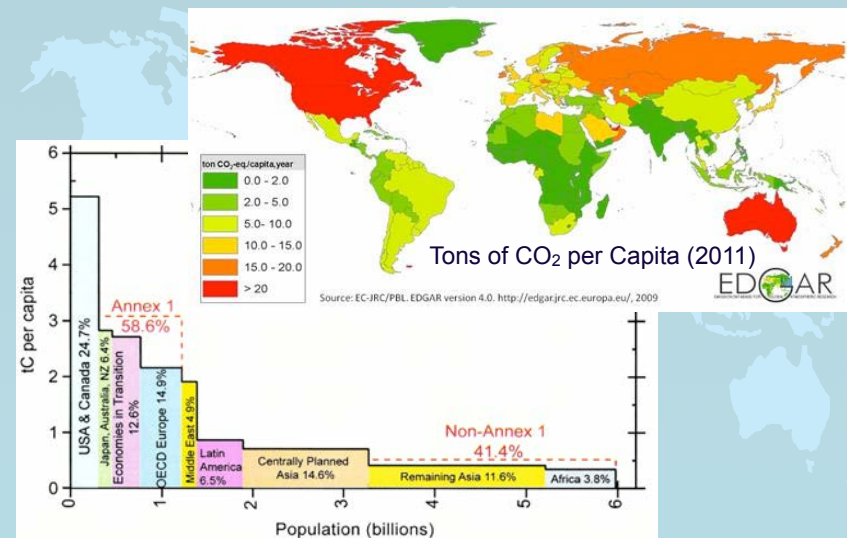 ton CO₂-eq./capita,year
0.0 - 2.0
2.0 - 5.0
5.0- 10.0
10.0 - 15.0
15.0 - 20.0
> 20
Tons of CO₂ per Capita (2011)
Source: EC-JRC/PBL. EDGAR version 4.0. http://edgar.jrc.ec.europa.eu/, 2009
EDGAR
tC per capita
6
5
4
3
2
1
0
Annex 1
58.6%
Non-Annex 1
41.4%
USA & Canada 24.7%
Japan, Australia, NZ 6.4%
Economies in Transition
12.6%
OECD Europe 14.9%
Middle East 4.9%
Latin
America
6.5%
Centrally Planned
Asia 14.6%
Remaining Asia 11.6%
Africa 3.8%
0
1
2
3
4
5
6
Population (billions)